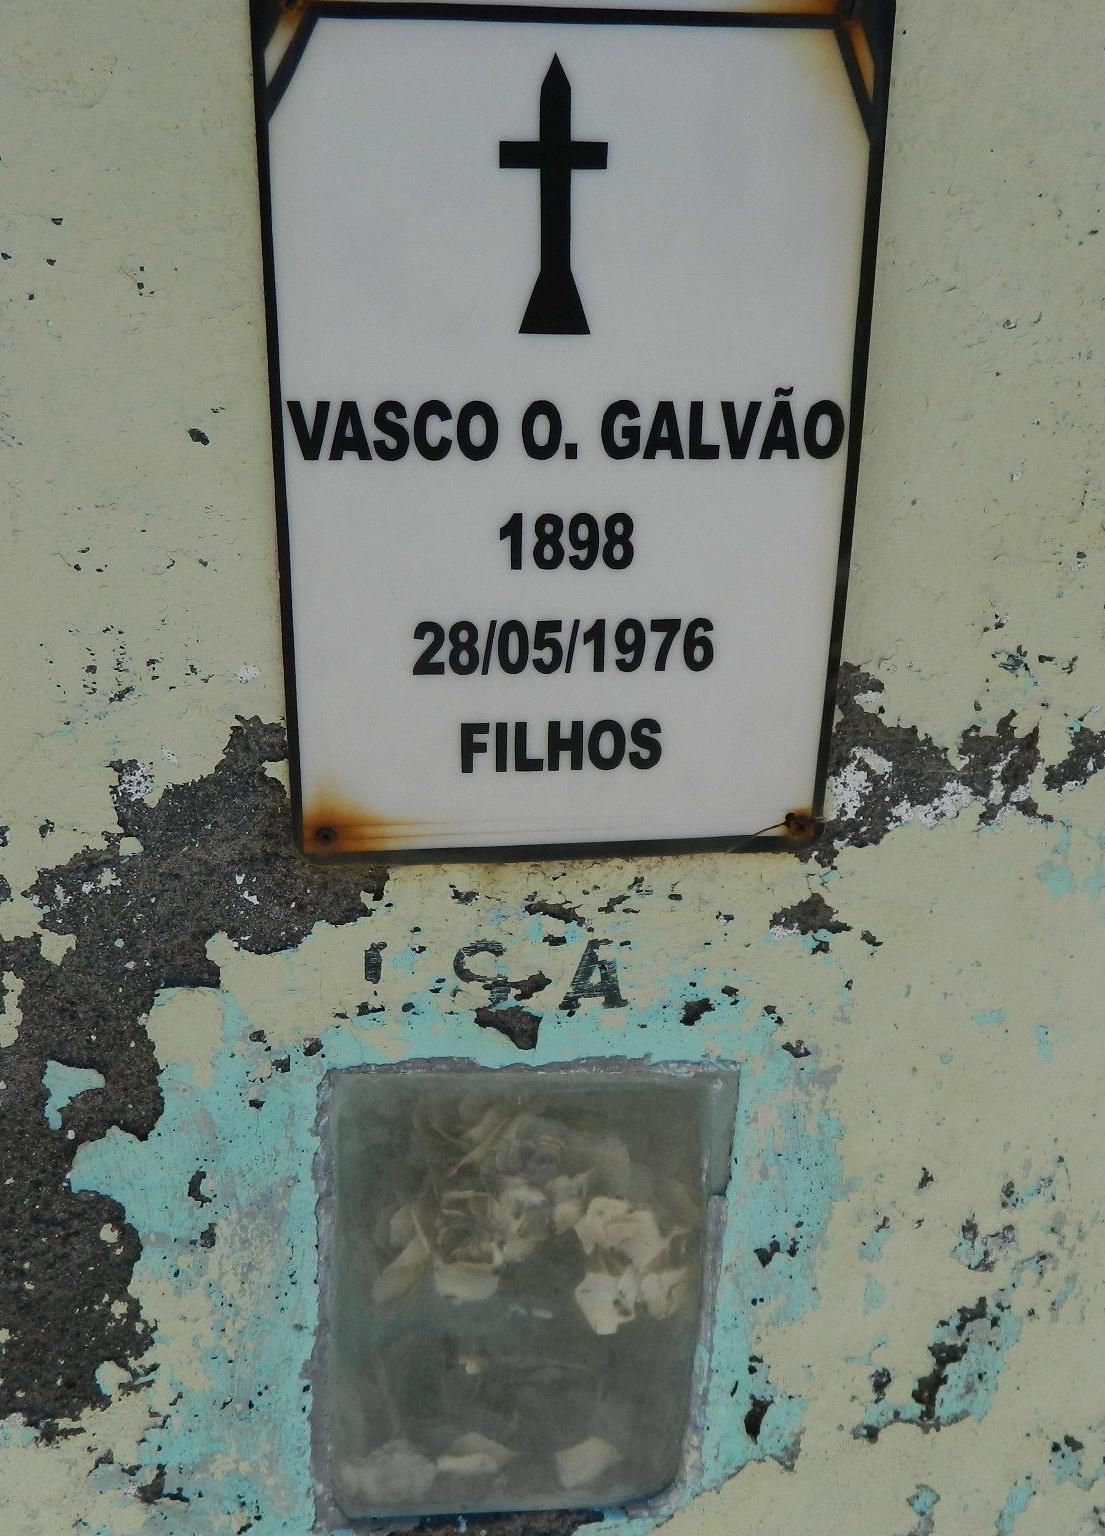 VASCO O. GALVÃO
1898
28/05/1976
FILHOS